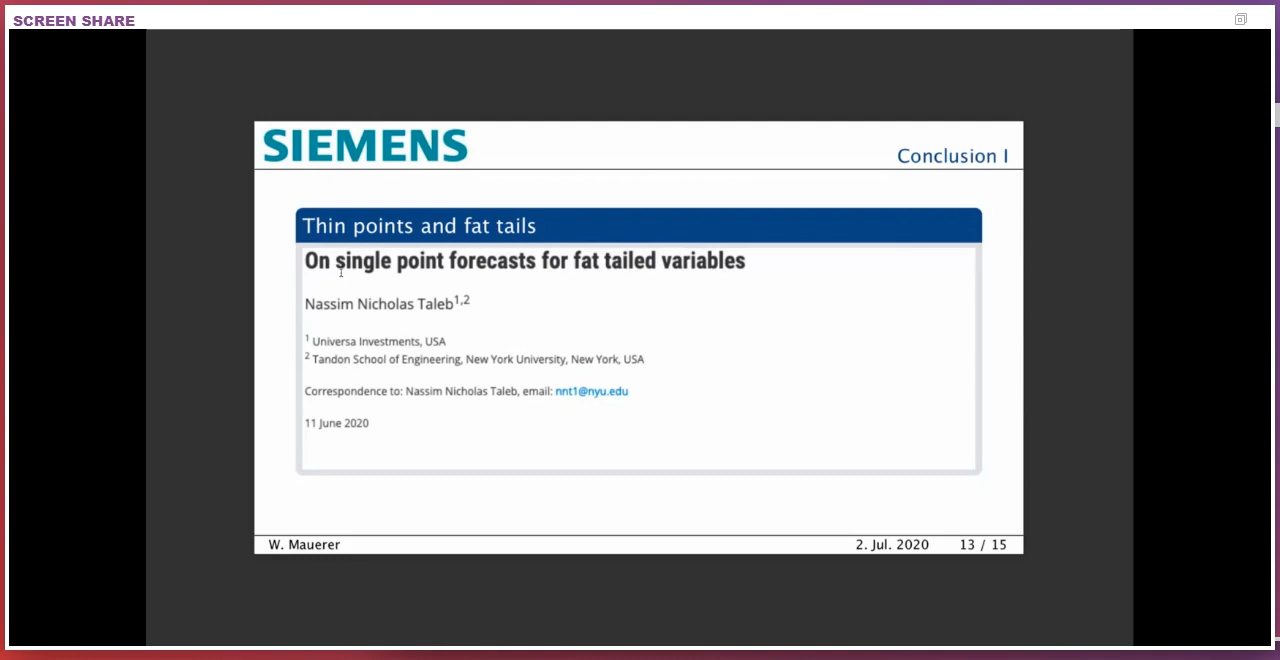 SCREEN SHARE
SIEMENS
Conclusion I
Thin points and fat tails
On single point forecasts for fat tailed variables
Nassim Nicholas Taleb1,2
1 Universa Investments, USA
2 Tandon School of Engineering, New York University, New York, USA
Correspondence to: Nassim Nicholas Taleb, email: nnt1@nyu.edu
11 June 2020
W. Mauerer 2. Jul. 2020 13 / 15